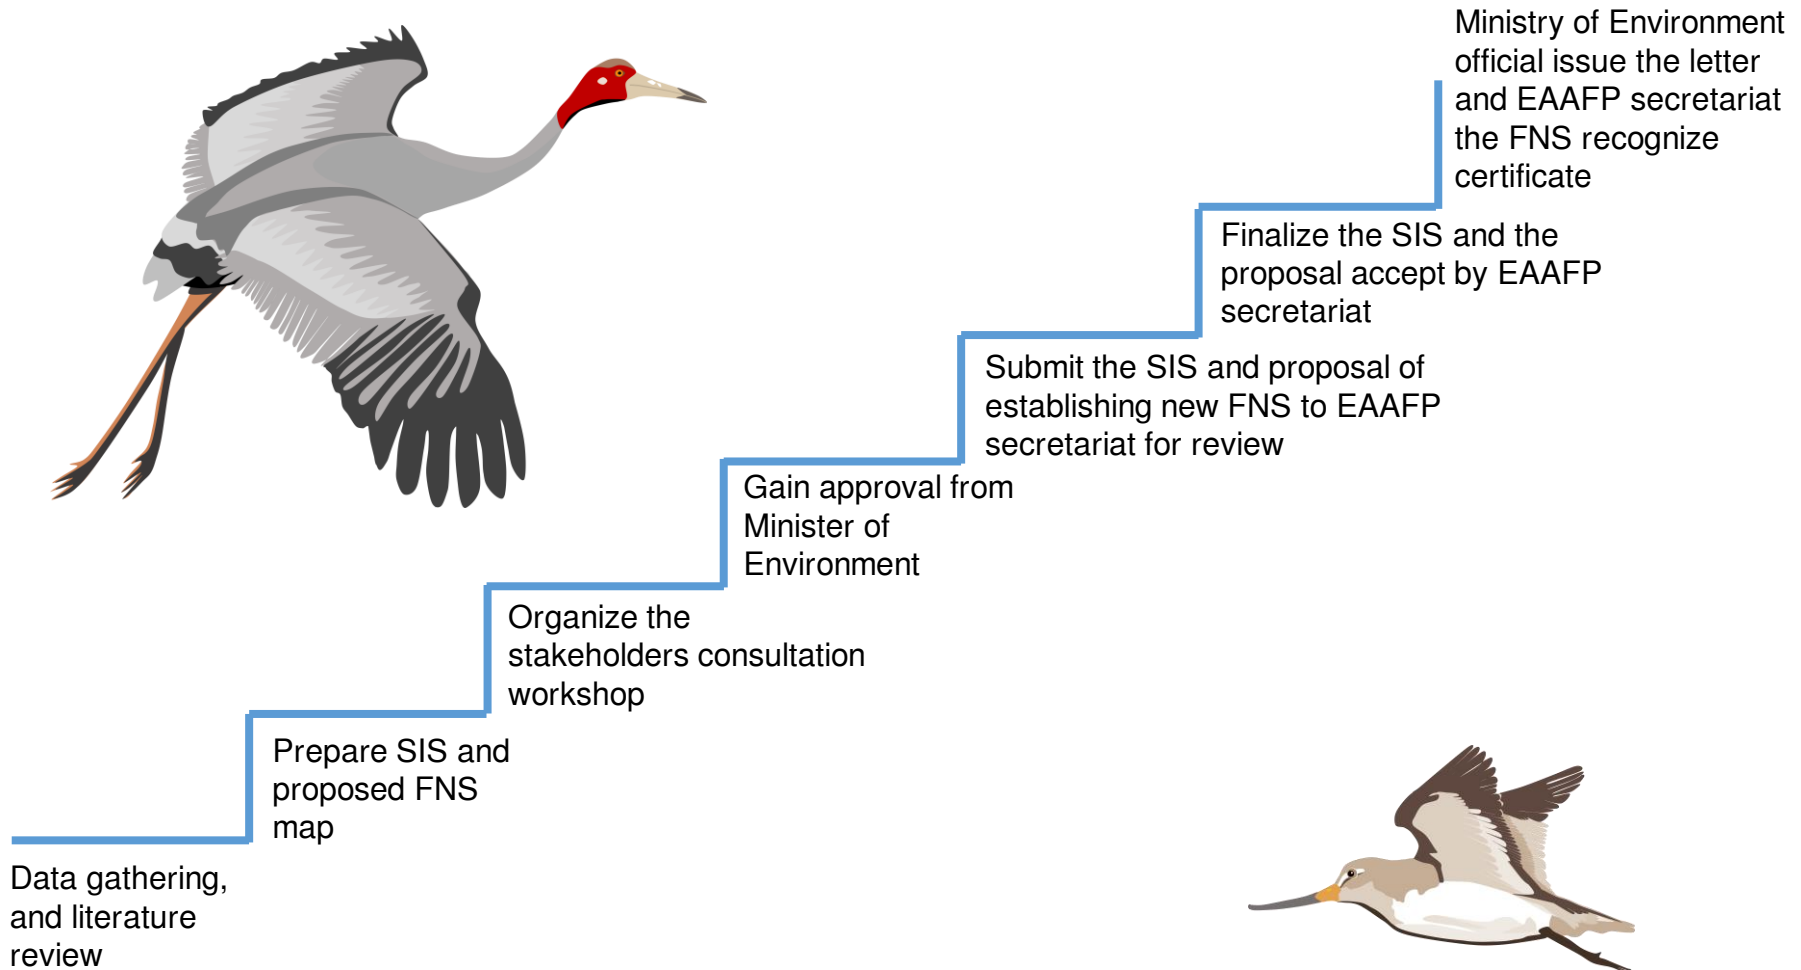 Ministry of Environment
official issue the letter
and EAAFP secretariat
the FNS recognize
certificate
Finalize the SIS and the
proposal accept by EAAFP
secretariat
Submit the SIS and proposal of
establishing new FNS to EAAFP
secretariat for review
Gain approval from
Minister of
Environment
Organize the
stakeholders consultation
workshop
Prepare SIS and
proposed FNS
map
Data gathering,
and literature
review